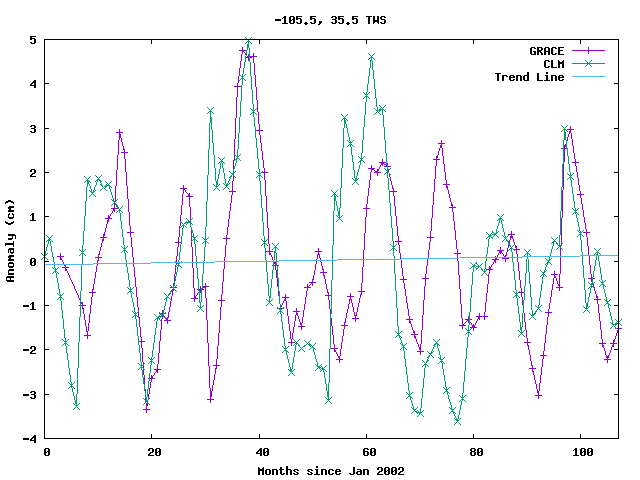 -105.5, 35.5 TWS
GRACE
CLM
Trend Line
5
4
3
2
1
0
-1
-2
-3
-4
Anomaly (cm)
0 20 40 60 80 100
Months since Jan 2002